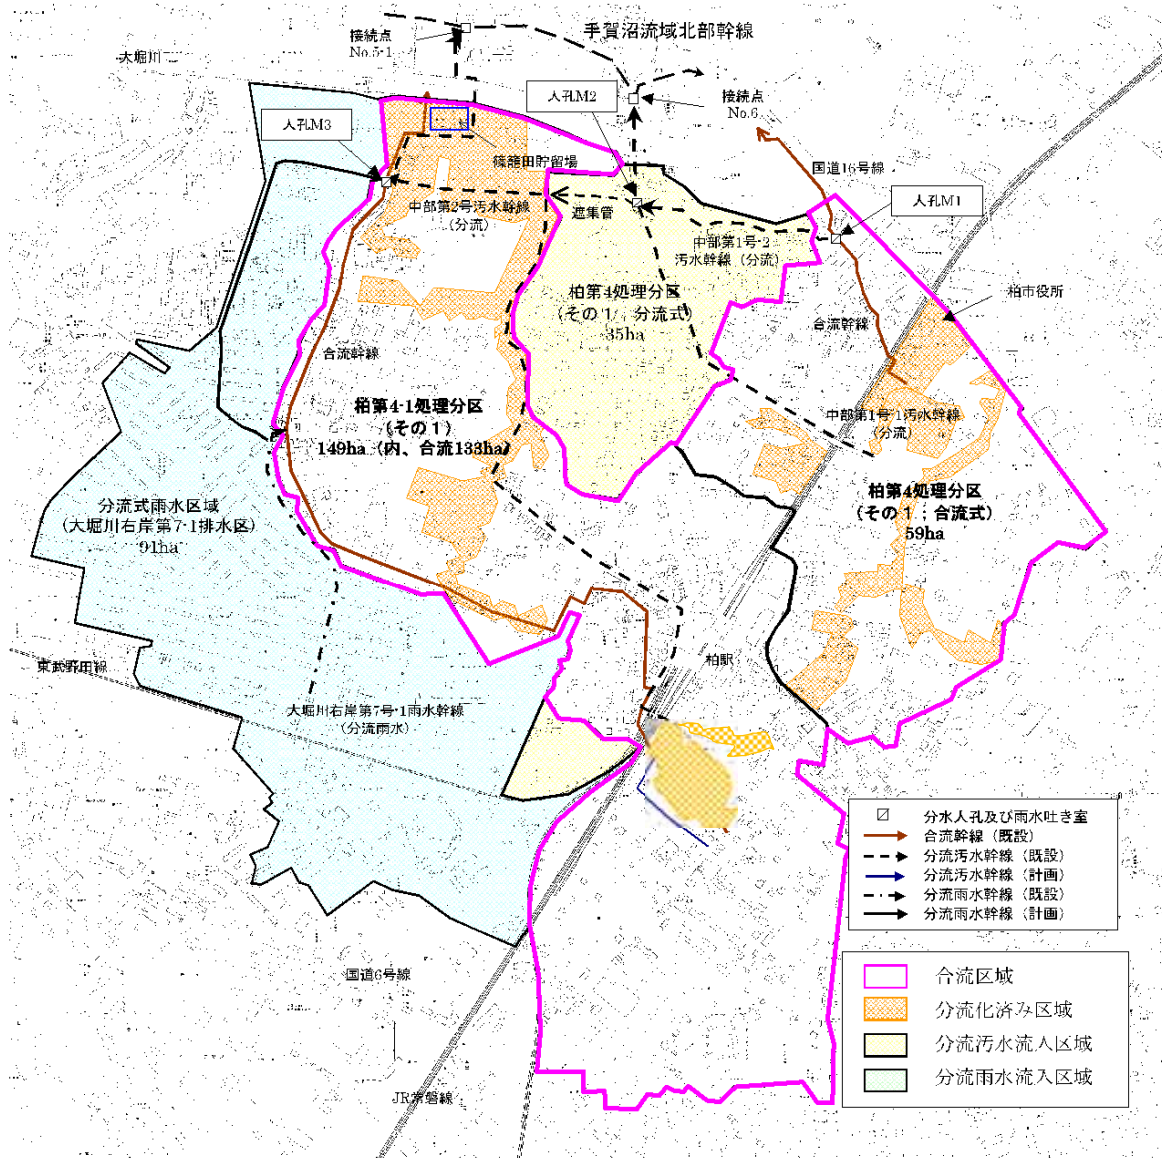 手賀沼流域北部幹線
接続点
No.5-1
大堀川
人孔M2
接続点
No.6
人孔M3
篠籠田貯留場
国道16号線
人孔M1
中部第2号汚水幹線
(分流)
遮集管
中部第1号-2
汚水幹線（分流）
柏第4処理分区
(その1；分流式)
35ha
柏市役所
合流幹線
合流幹線
柏第4-1処理分区
(その1)
149ha（内、合流133ha)
中部第1号-1汚水幹線
(分流)
柏第4処理分区
(その1；合流式)
59ha
分流式雨水区域
(大堀川右岸第7-1排水区)
91ha
東武野田線
柏駅
大堀川右岸第7号-1雨水幹線
(分流雨水)
国道6号線
JR常磐線
分水人孔及び雨水吐き室
合流幹線（既設）
分流汚水幹線（既設）
分流汚水幹線（計画）
分流雨水幹線（既設）
分流雨水幹線（計画）
合流区域
分流化済み区域
分流汚水流入区域
分流雨水流入区域